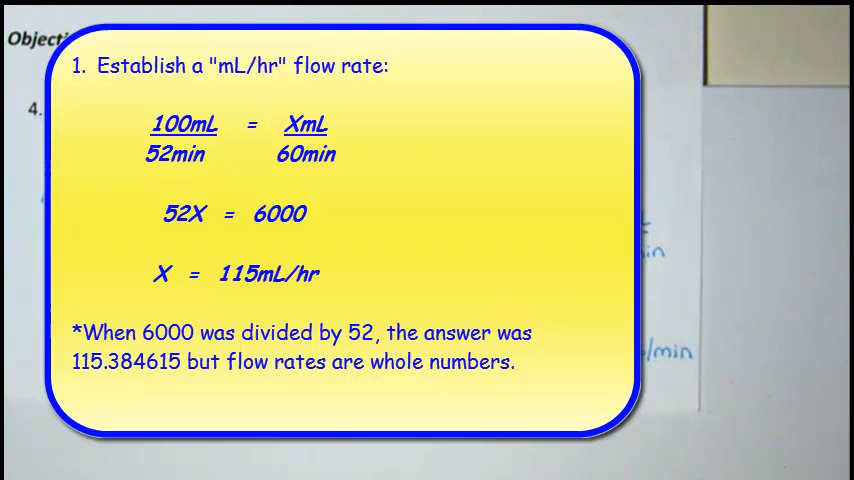 Objecti
4.
1. Establish a "mL/hr" flow rate:
100mL = XmL
52min 60min
52X = 6000
X = 115mL/hr
*When 6000 was divided by 52, the answer was
115.384615 but flow rates are whole numbers.
in
/min